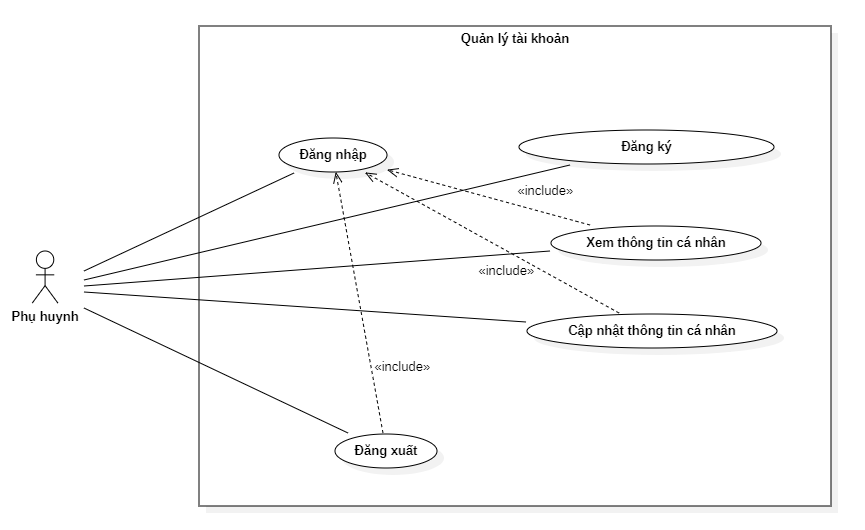 Quản lý tài khoản
Đăng nhập
Đăng ký
«include»
Xem thông tin cá nhân
«include»
Phụ huynh
Cập nhật thông tin cá nhân
«include»
Đăng xuất